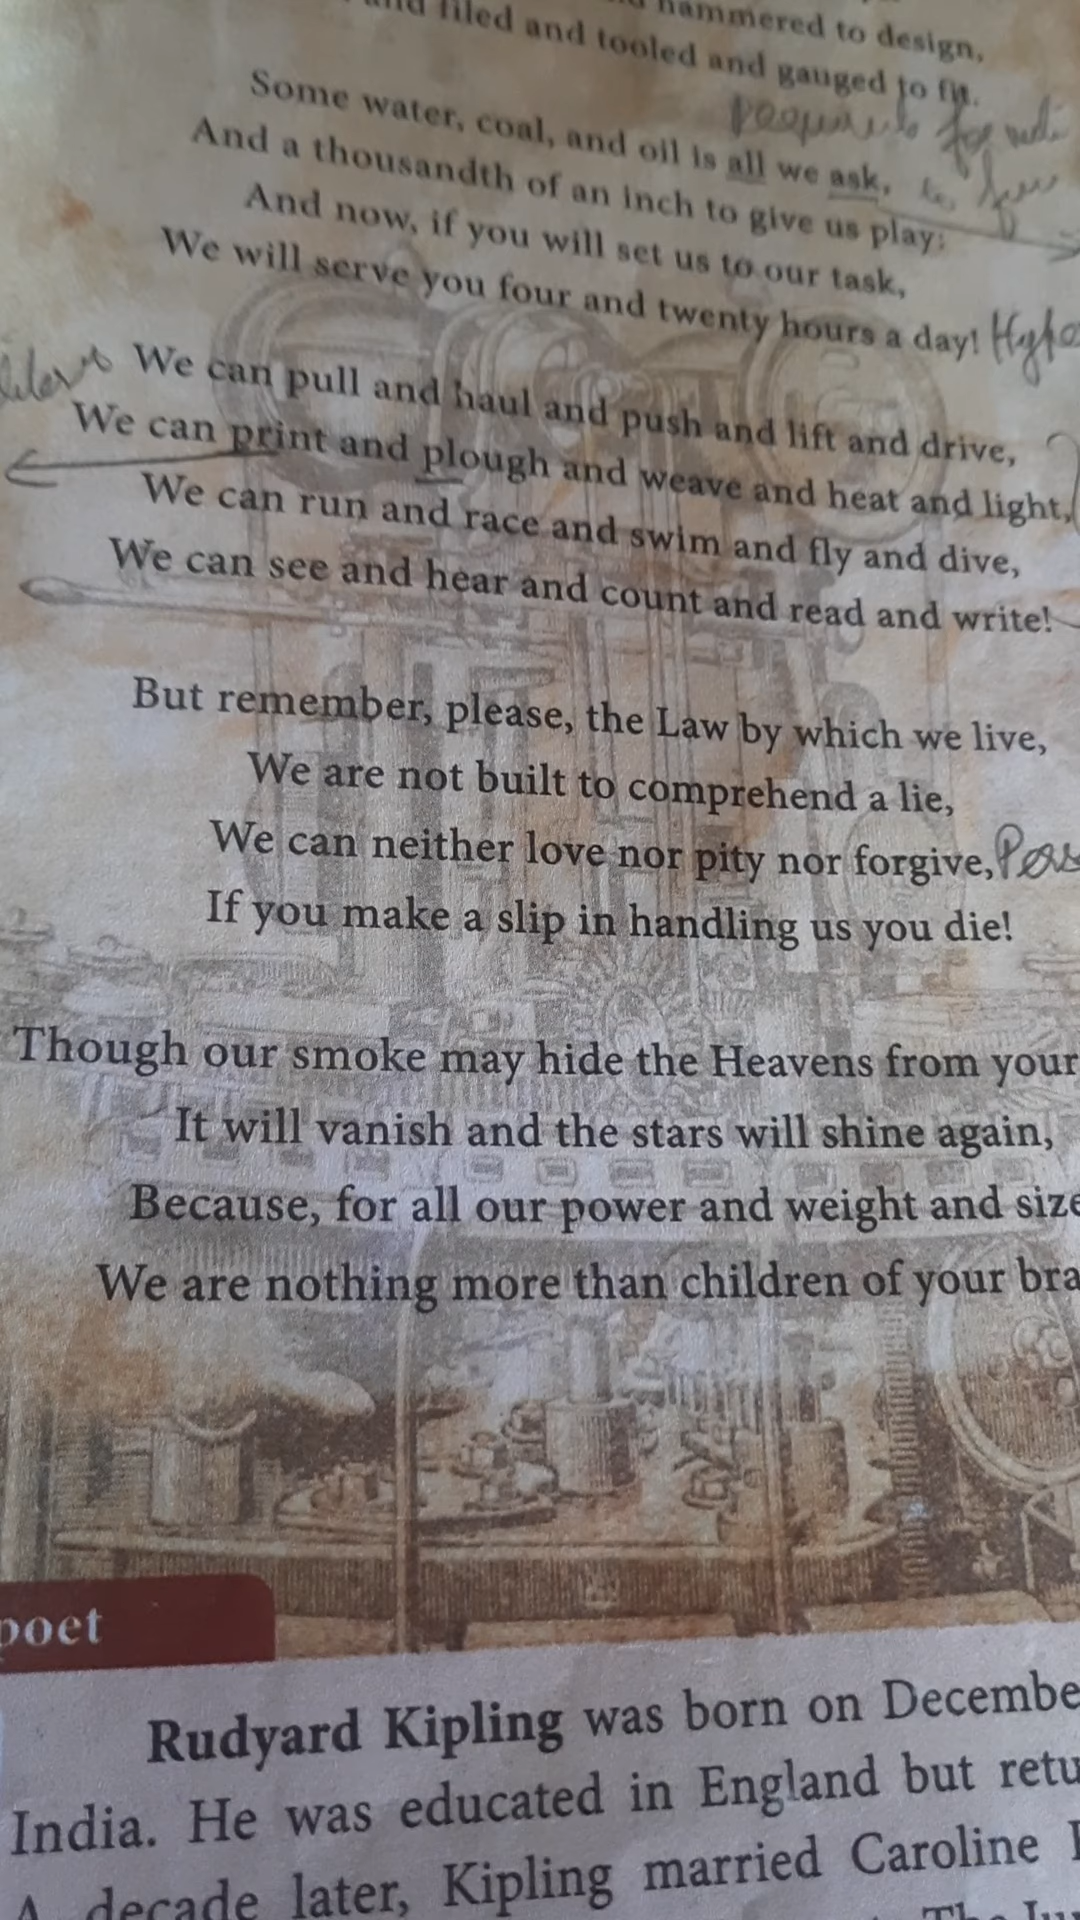 hammered to design,
and filed and tooled and gauged to fit.
Some water, coal, and oil is all we ask,
And a thousandth of an inch to give us play:
And now, if you will set us to our task,
We will serve you four and twenty hours a day!
We can pull and haul and push and lift and drive,
We can print and plough and weave and heat and light,
We can run and race and swim and fly and dive,
We can see and hear and count and read and write!
But remember, please, the Law by which we live,
We are not built to comprehend a lie,
We can neither love nor pity nor forgive,
If you make a slip in handling us you die!
Though our smoke may hide the Heavens from your
It will vanish and the stars will shine again,
Because, for all our power and weight and size
We are nothing more than children of your bra
poet
Rudyard Kipling was born on Decembe
India. He was educated in England but retu
A decade later, Kipling married Caroline